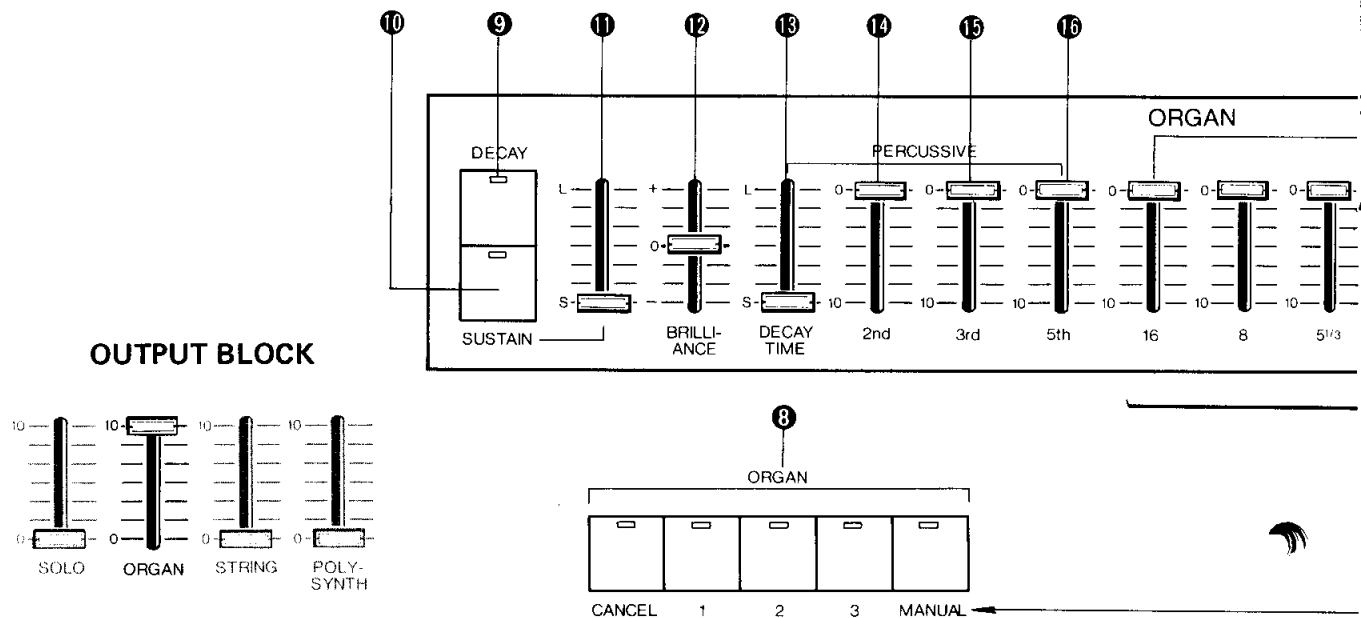 10 9 11 12 13 14 15 16
ORGAN
DECAY
PERCUSSIVE
L + L 0 0 0 0 0 0
0
S − S 10 10 10 10 10 10
SUSTAIN
BRILLI-
ANCE
DECAY
TIME
2nd 3rd 5th 16 8 5 1/3
OUTPUT BLOCK
10 10 10 10
0 0 0 0
SOLO ORGAN STRING POLY-
SYNTH
8
ORGAN
CANCEL 1 2 3 MANUAL